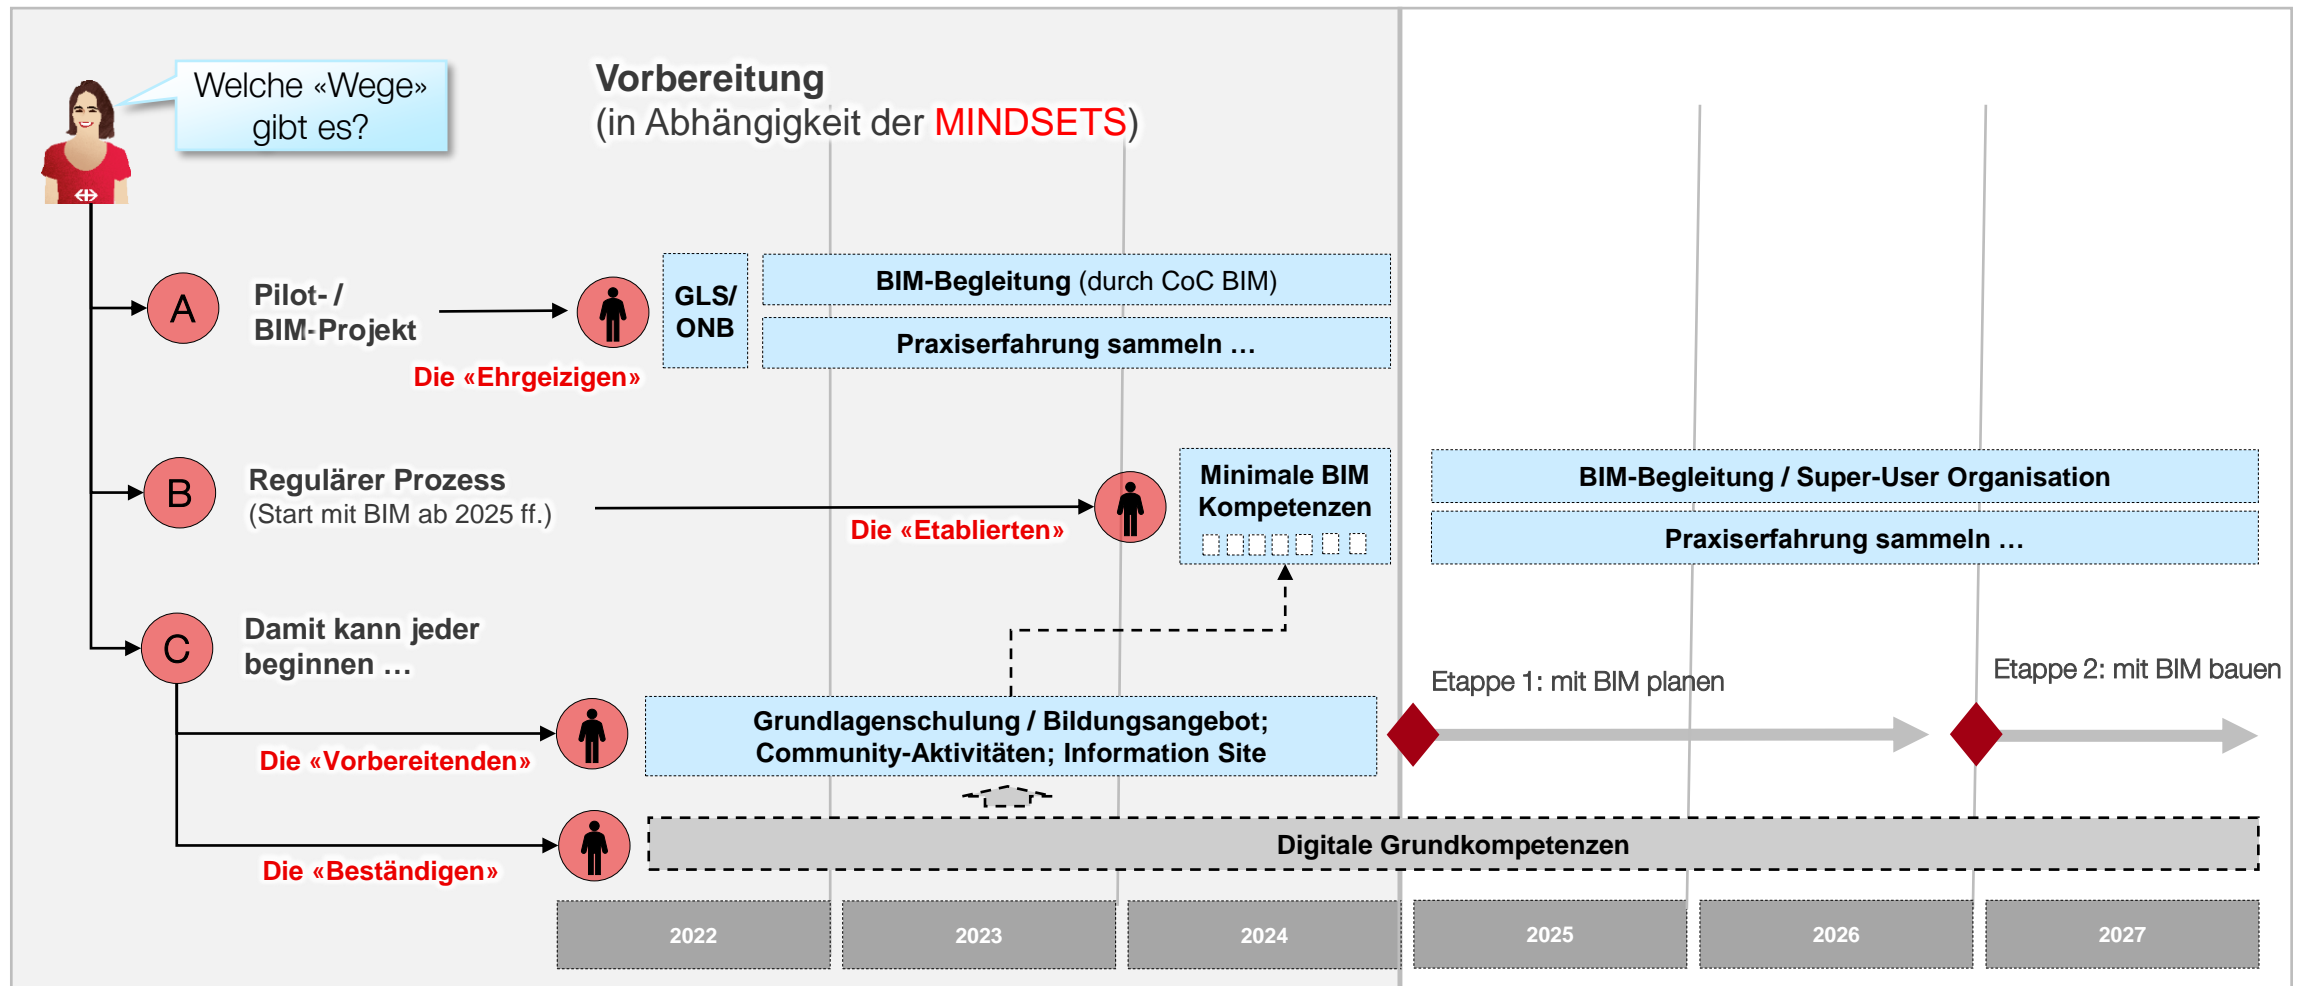 Welche «Wege»
gibt es?
Vorbereitung
(in Abhängigkeit der MINDSETS)
A
Pilot- /
BIM-Projekt
Die «Ehrgeizigen»
GLS/
ONB
BIM-Begleitung (durch CoC BIM)
Praxiserfahrung sammeln …
B
Regulärer Prozess
(Start mit BIM ab 2025 ff.)
Die «Etablierten»
Minimale BIM
Kompetenzen
BIM-Begleitung / Super-User Organisation
Praxiserfahrung sammeln …
C
Damit kann jeder
beginnen …
Die «Vorbereitenden»
Grundlagenschulung / Bildungsangebot;
Community-Aktivitäten; Information Site
Etappe 1: mit BIM planen
Etappe 2: mit BIM bauen
Die «Beständigen»
Digitale Grundkompetenzen
2022
2023
2024
2025
2026
2027